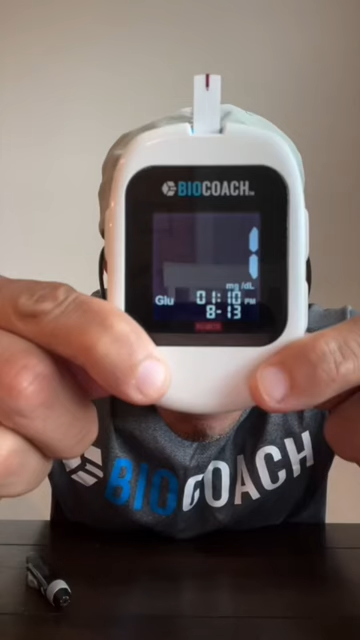 BIOCOACH
1
mg/dL
Glu 01:10 PM
8-13
BIOCOACH